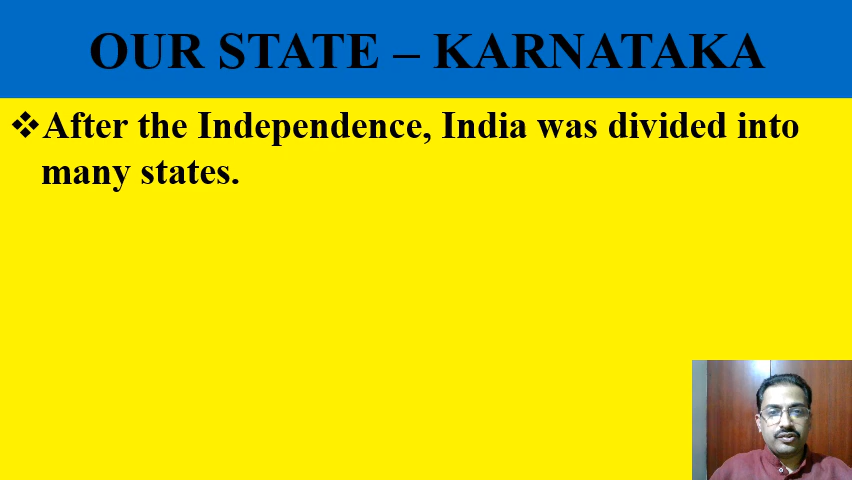 OUR STATE – KARNATAKA
❖After the Independence, India was divided into
many states.